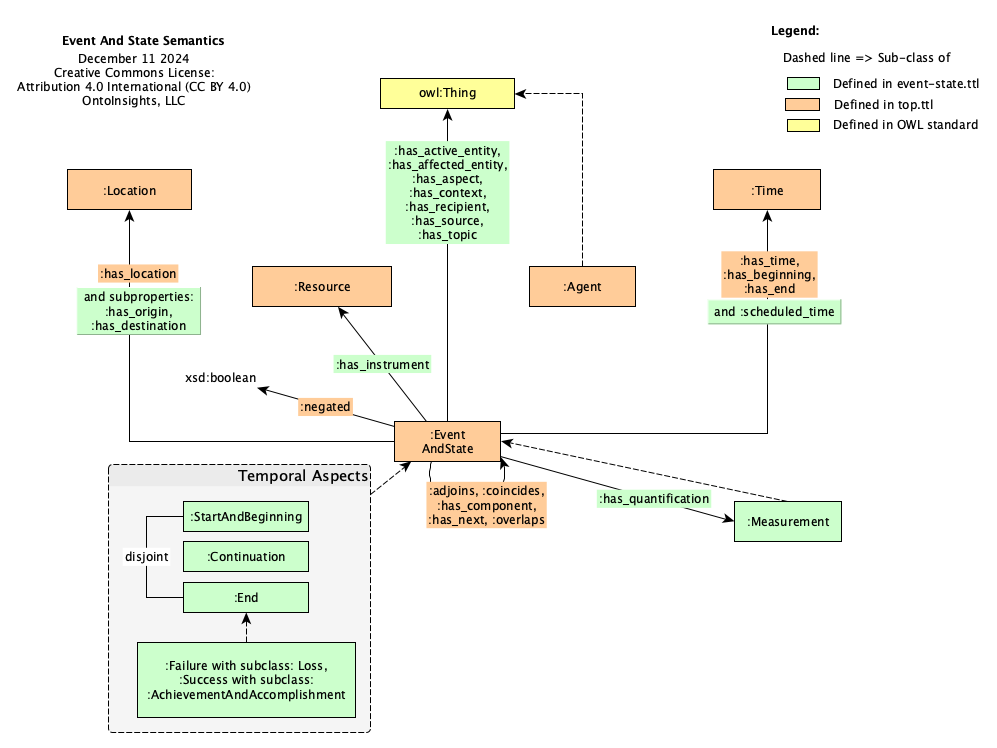 Event And State Semantics
December 11 2024
Creative Commons License:
Attribution 4.0 International (CC BY 4.0)
OntoInsights, LLC
Legend:
Dashed line => Sub-class of
Defined in event-state.ttl
Defined in top.ttl
Defined in OWL standard
owl:Thing
:has_active_entity,
:has_affected_entity,
:has_aspect,
:has_context,
:has_recipient,
:has_source,
:has_topic
:Location
:Time
:has_location
and subproperties:
:has_origin,
:has_destination
:Resource
:Agent
:has_time,
:has_beginning,
:has_end
and :scheduled_time
:has_instrument
xsd:boolean
:negated
:Event
AndState
Temporal Aspects
:adjoins, :coincides,
:has_component,
:has_next, :overlaps
:has_quantification
:Measurement
:StartAndBeginning
disjoint
:Continuation
:End
:Failure with subclass: Loss,
:Success with subclass:
:AchievementAndAccomplishment